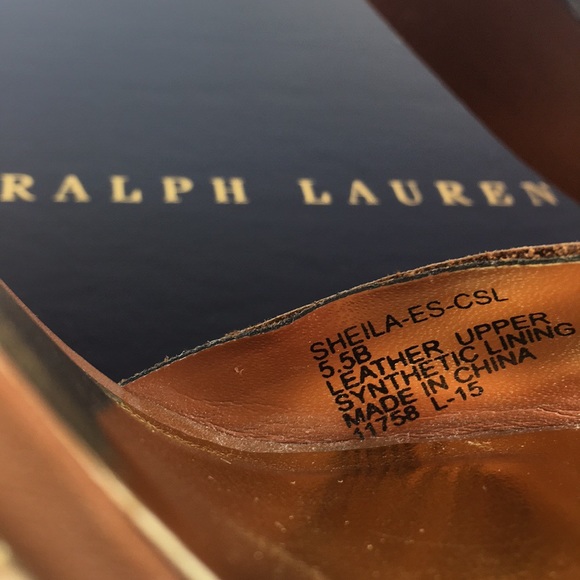 RALPH LAUREN
SHEILA-ES-CSL
5.5B
LEATHER UPPER
SYNTHETIC LINING
MADE IN CHINA
11758 L-15